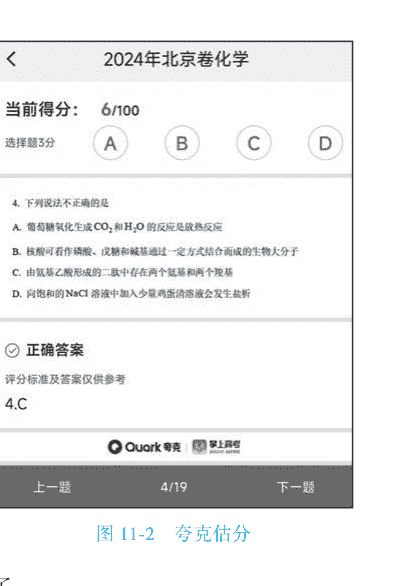 2024年北京卷化学
当前得分： 6/100
选择题3分 A B C D
4. 下列说法不正确的是
A. 葡萄糖氧化生成CO₂和H₂O的反应是放热反应
B. 核酸可看作磷酸、戊糖和碱基通过一定方式结合而成的生物大分子
C. 由氨基乙酸形成的二肽中存在两个氨基和两个羧基
D. 向饱和的NaCl溶液中加入少量鸡蛋清溶液会发生盐析
正确答案
评分标准及答案仅供参考
4.C
Quark夸克 掌上高考
上一题 4/19 下一题
图 11-2 夸克估分